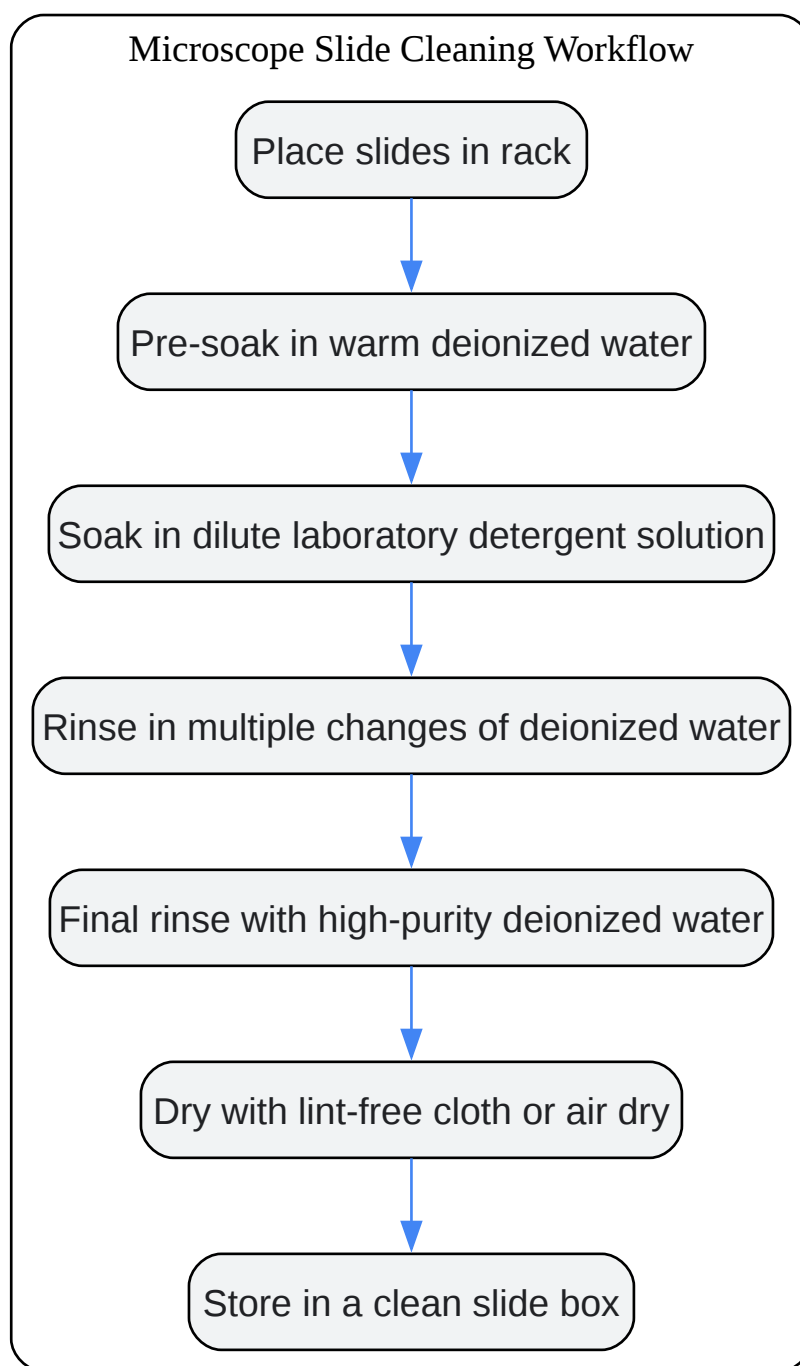 Microscope Slide Cleaning Workflow
Place slides in rack
Pre-soak in warm deionized water
Soak in dilute laboratory detergent solution
Rinse in multiple changes of deionized water
Final rinse with high-purity deionized water
Dry with lint-free cloth or air dry
Store in a clean slide box